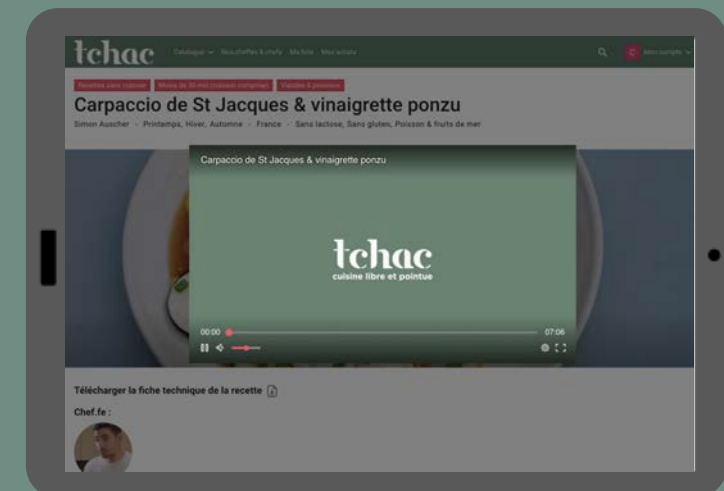 tchac
Catalogue Nos cheffes & chefs Ma liste Mes achats
C Mon compte
Recettes sans cuisson Moins de 30 min (cuisson comprise) Viandes & poissons
Carpaccio de St Jacques & vinaigrette ponzu
Simon Auscher - Printemps, Hiver, Automne - France - Sans lactose, Sans gluten, Poisson & fruits de mer
Carpaccio de St Jacques & vinaigrette ponzu
tchac
cuisine libre et pointue
00:00 07:06
Télécharger la fiche technique de la recette
Chef.fe :